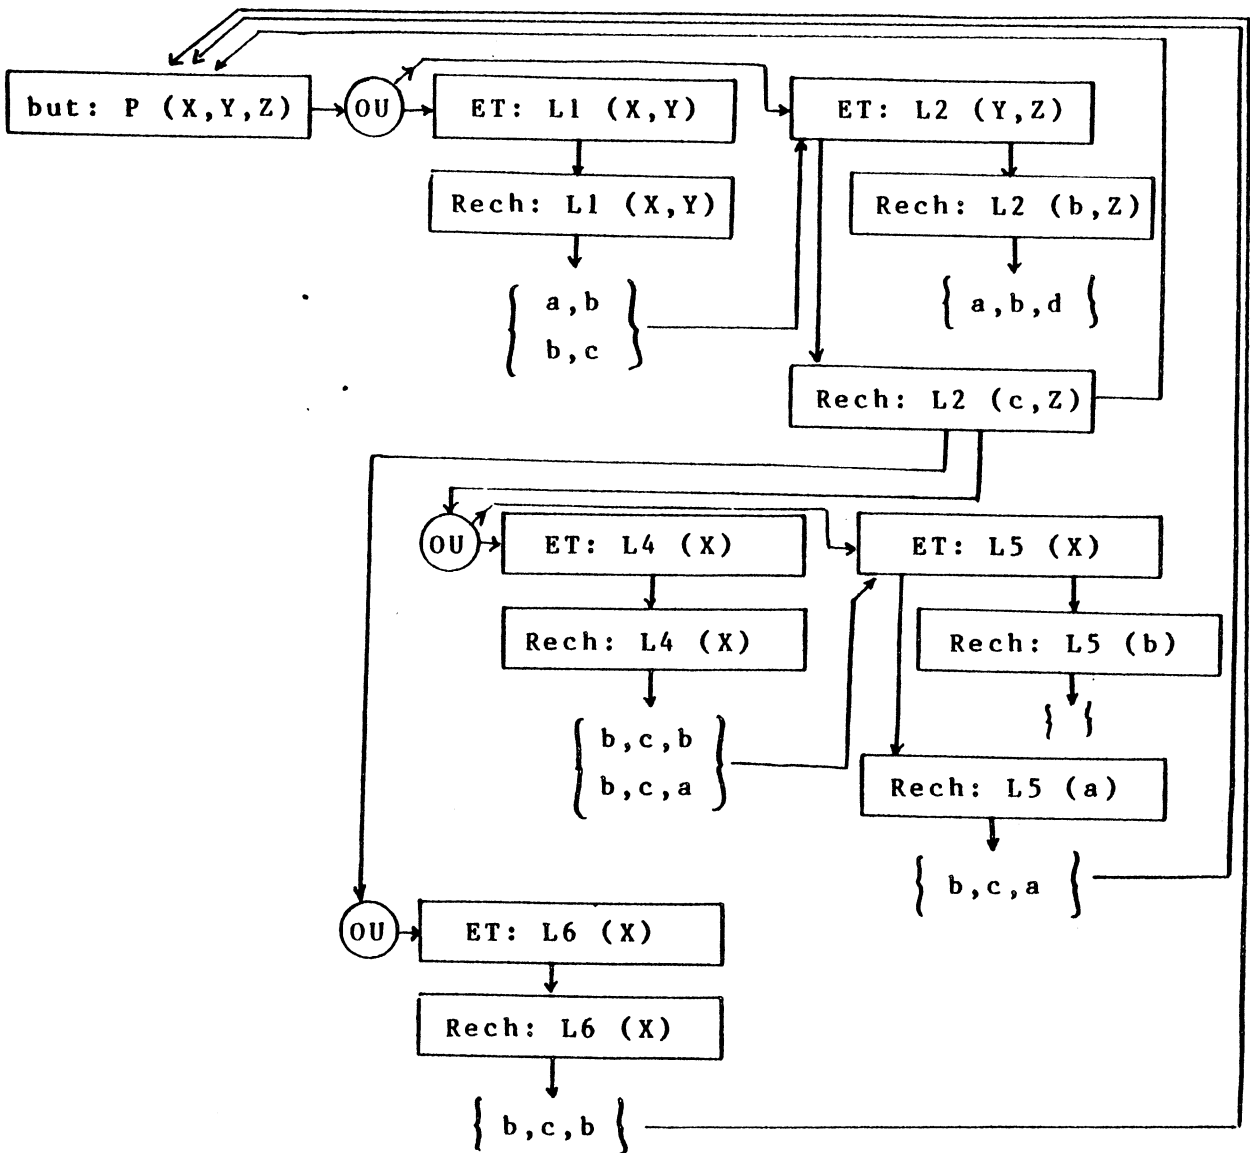 but: P (X,Y,Z)
OU
ET: L1 (X,Y)
ET: L2 (Y,Z)
Rech: L1 (X,Y)
Rech: L2 (b,Z)
{ a,b
b,c }
{ a,b,d }
Rech: L2 (c,Z)
OU
ET: L4 (X)
ET: L5 (X)
Rech: L4 (X)
Rech: L5 (b)
{ }
{ b,c,b
b,c,a }
Rech: L5 (a)
{ b,c,a }
OU
ET: L6 (X)
Rech: L6 (X)
{ b,c,b }